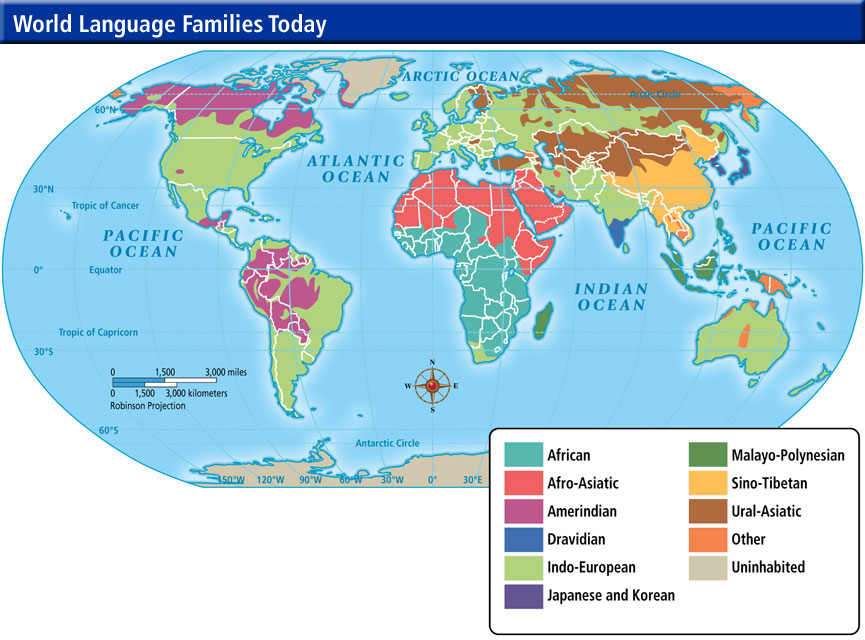 World Language Families Today
ARCTIC OCEAN
Arctic Circle
60°N
ATLANTIC
OCEAN
30°N
Tropic of Cancer
PACIFIC
OCEAN
PACIFIC
OCEAN
0°
Equator
INDIAN
OCEAN
Tropic of Capricorn
30°S
0 1,500 3,000 miles
0 1,500 3,000 kilometers
Robinson Projection
N
W E
S
60°S
Antarctic Circle
150°W 120°W 90°W 60°W 30°W 0° 30°E
African
Afro-Asiatic
Amerindian
Dravidian
Indo-European
Japanese and Korean
Malayo-Polynesian
Sino-Tibetan
Ural-Asiatic
Other
Uninhabited